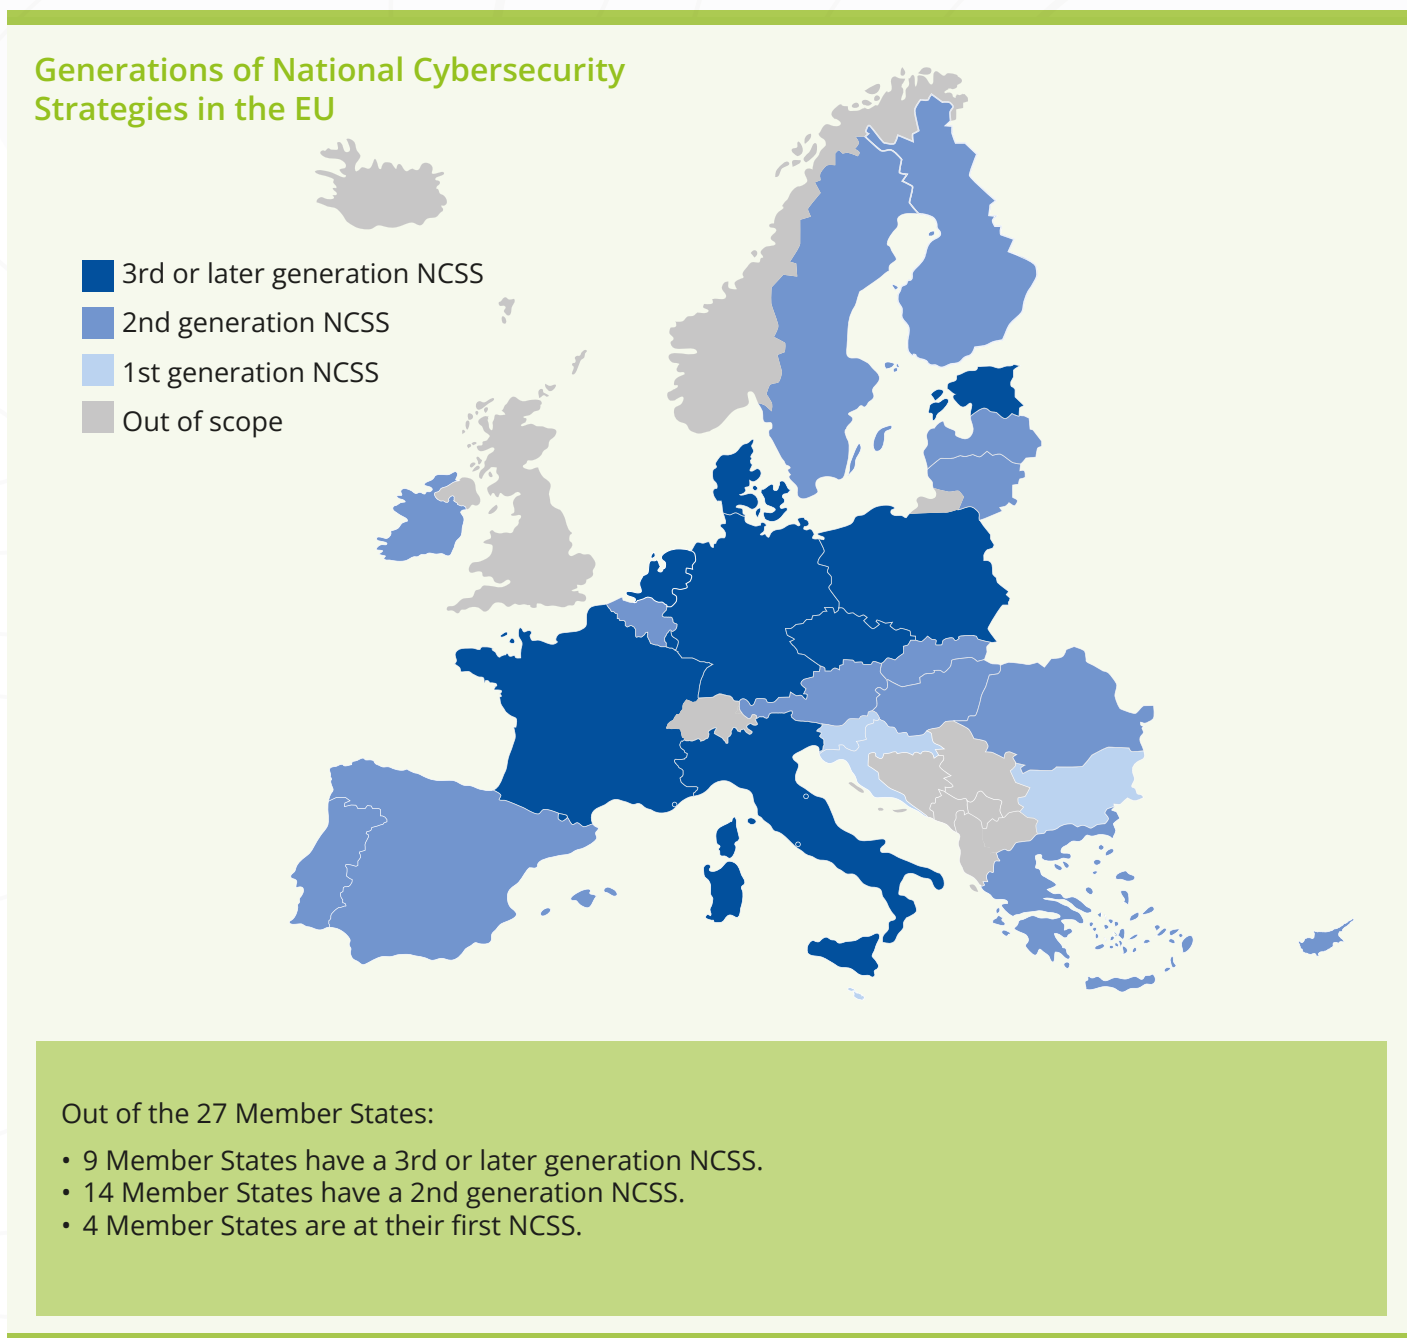 Generations of National Cybersecurity
Strategies in the EU
3rd or later generation NCSS
2nd generation NCSS
1st generation NCSS
Out of scope
Out of the 27 Member States:
• 9 Member States have a 3rd or later generation NCSS.
• 14 Member States have a 2nd generation NCSS.
• 4 Member States are at their first NCSS.